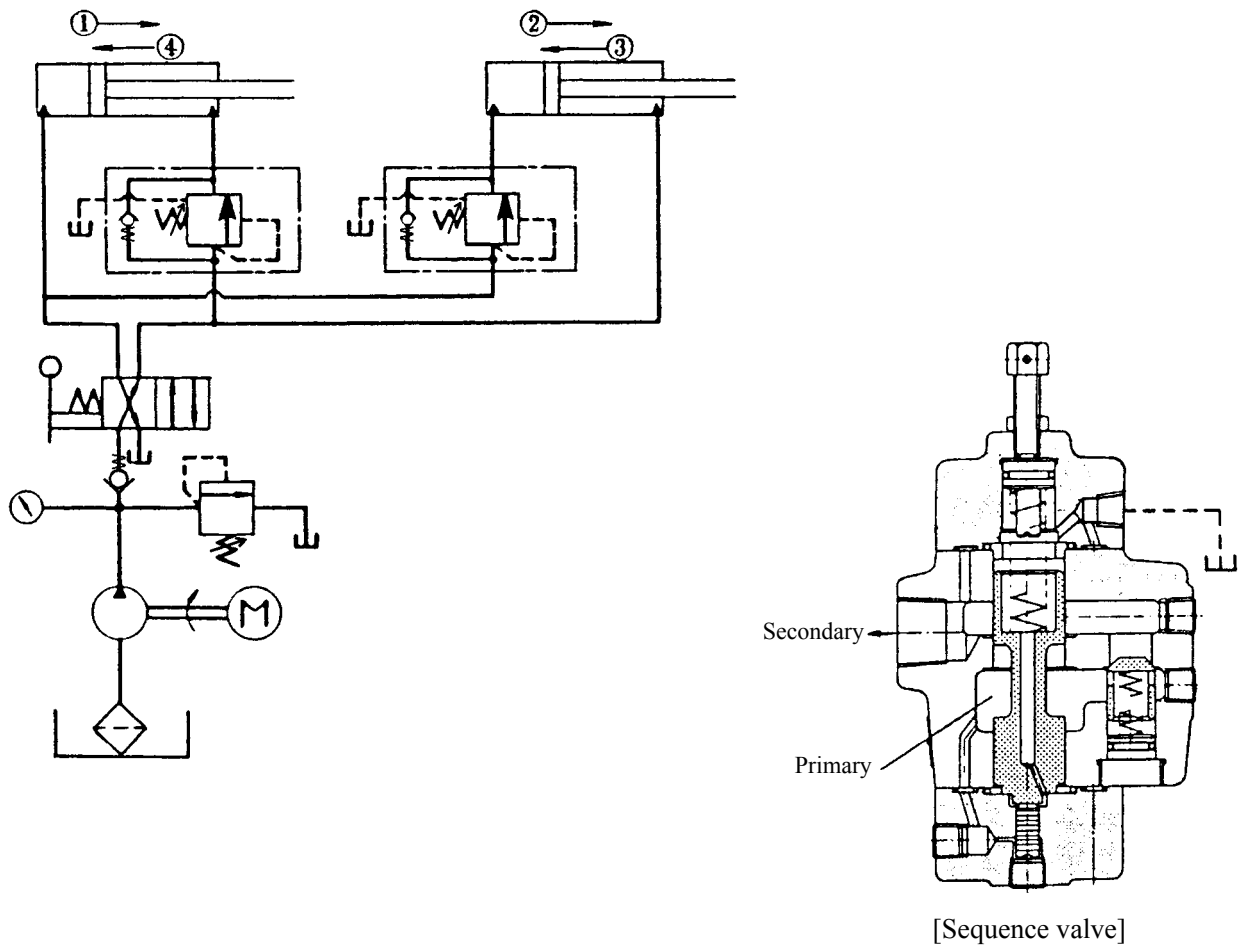 ① ②
④ ③
M
Secondary
Primary
[Sequence valve]